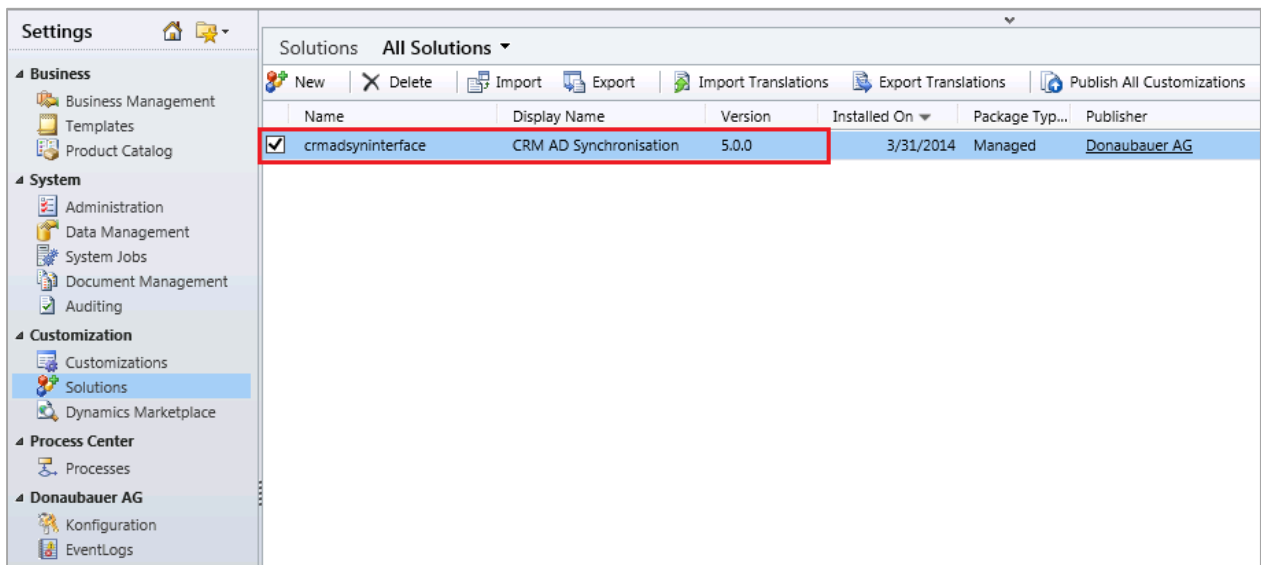 Settings
Business
Business Management
Templates
Product Catalog
System
Administration
Data Management
System Jobs
Document Management
Auditing
Customization
Customizations
Solutions
Dynamics Marketplace
Process Center
Processes
Donaubauer AG
Konfiguration
EventLogs
Solutions All Solutions
New Delete Import Export Import Translations Export Translations Publish All Customizations
Name Display Name Version Installed On Package Typ... Publisher
crmadsyninterface CRM AD Synchronisation 5.0.0 3/31/2014 Managed Donaubauer AG